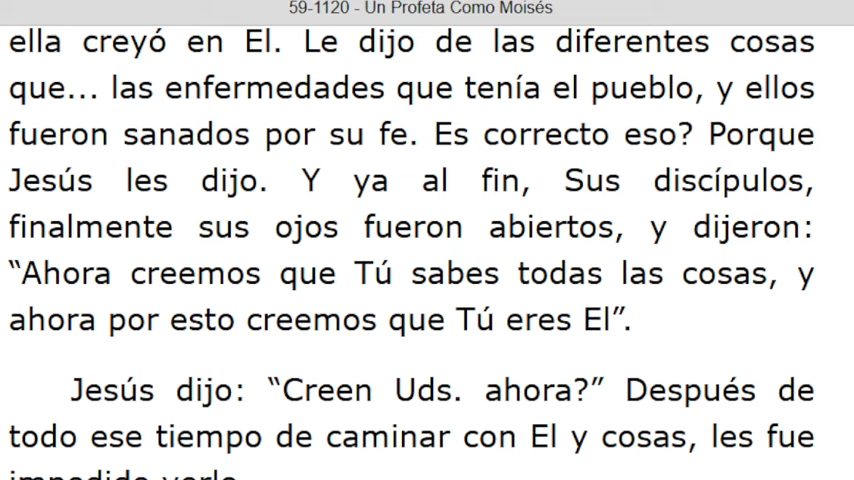 59-1120 - Un Profeta Como Moisés
ella creyó en El. Le dijo de las diferentes cosas
que... las enfermedades que tenía el pueblo, y ellos
fueron sanados por su fe. Es correcto eso? Porque
Jesús les dijo. Y ya al fin, Sus discípulos,
finalmente sus ojos fueron abiertos, y dijeron:
“Ahora creemos que Tú sabes todas las cosas, y
ahora por esto creemos que Tú eres El”.
Jesús dijo: “Creen Uds. ahora?” Después de
todo ese tiempo de caminar con El y cosas, les fue
impedido verlo